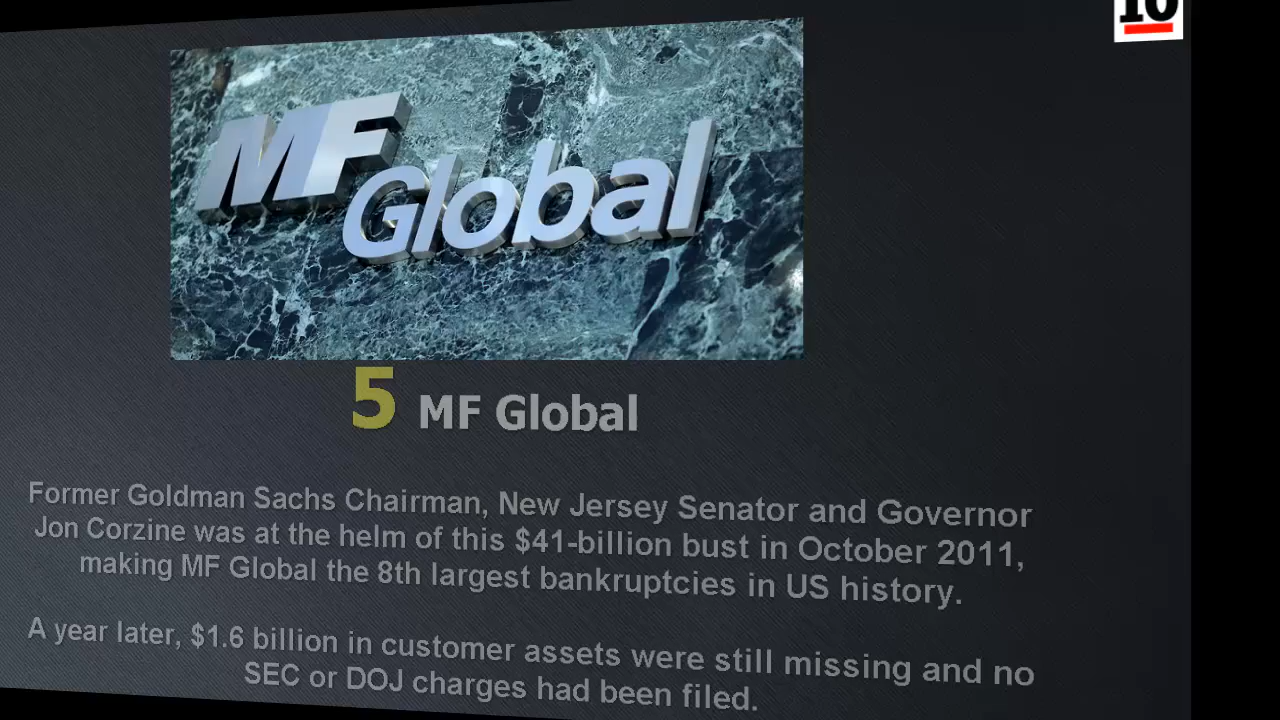 10
MF
Global
5 MF Global
Former Goldman Sachs Chairman, New Jersey Senator and Governor
Jon Corzine was at the helm of this $41-billion bust in October 2011,
making MF Global the 8th largest bankruptcies in US history.
A year later, $1.6 billion in customer assets were still missing and no
SEC or DOJ charges had been filed.